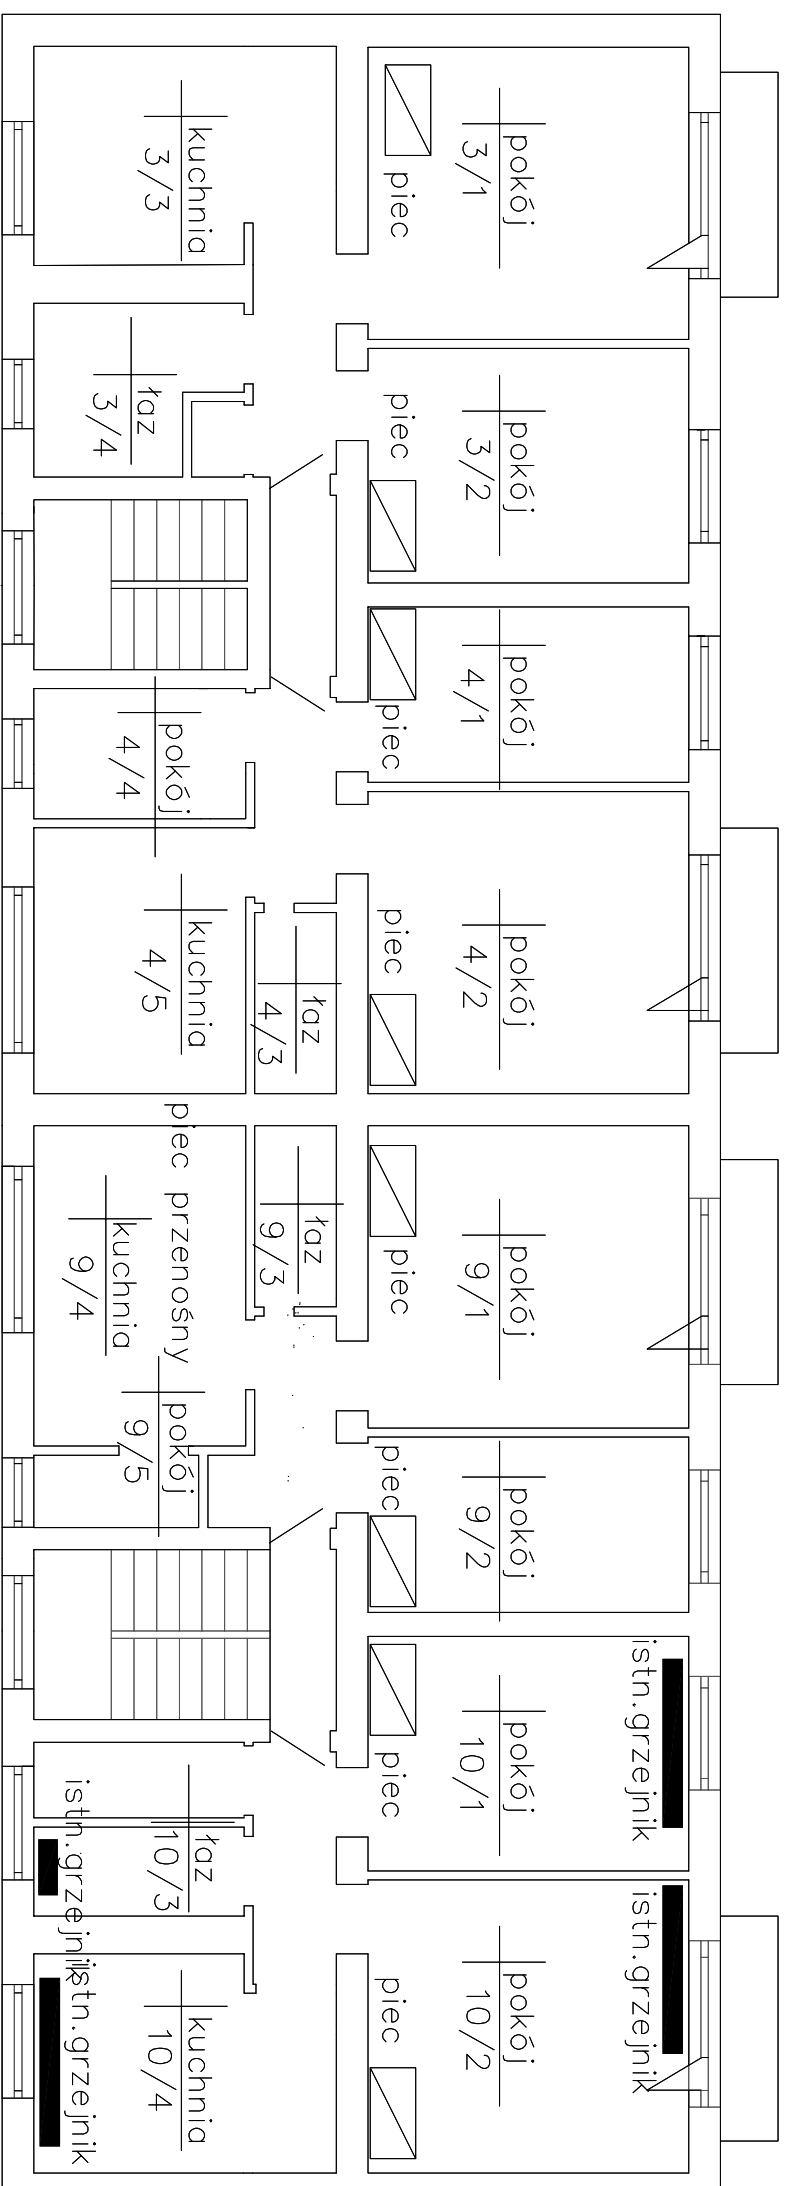 pokój
3/1
piec
kuchnia
3/3
pokój
3/2
piec
łaz
3/4
pokój
4/1
piec
pokój
4/4
pokój
4/2
piec
łaz
4/3
kuchnia
4/5
pokój
9/1
piec
łaz
9/3
piec przenośny
kuchnia
9/4
pokój
9/2
piec
pokój
9/5
istn.grzejnik
pokój
10/1
piec
łaz
10/3
istn.grzejnik
istn.grzejnik
pokój
10/2
piec
kuchnia
10/4
istn.grzejnik